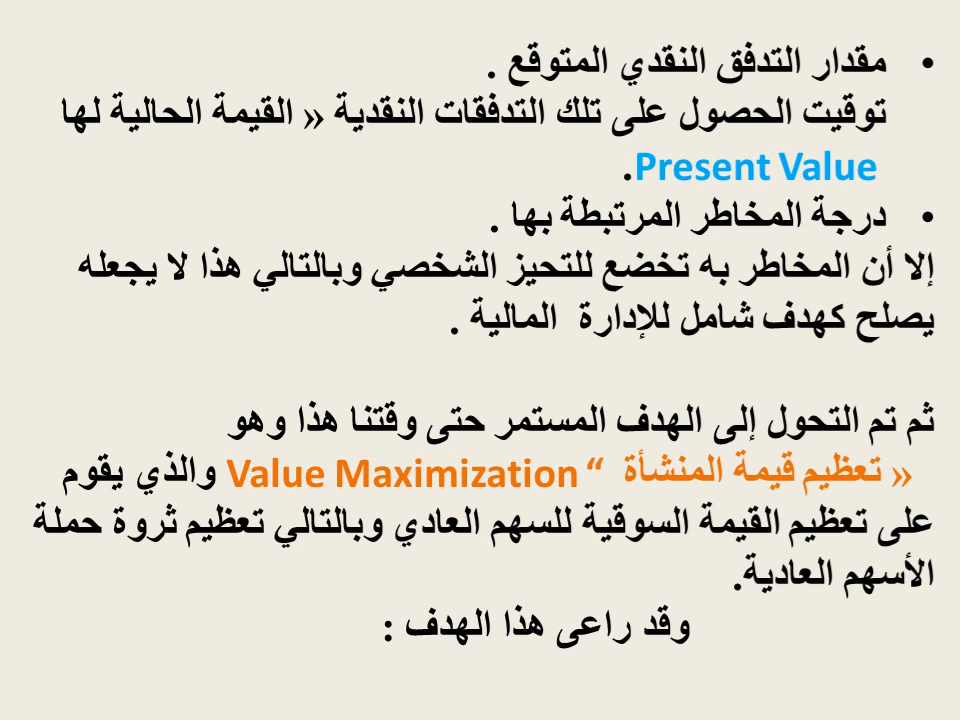 • مقدار التدفق النقدي المتوقع .
توقيت الحصول على تلك التدفقات النقدية « القيمة الحالية لها
Present Value.
• درجة المخاطر المرتبطة بها .
إلا أن المخاطر به تخضع للتحيز الشخصي وبالتالي هذا لا يجعله
يصلح كهدف شامل للإدارة المالية .
ثم تم التحول إلى الهدف المستمر حتى وقتنا هذا وهو
« تعظيم قيمة المنشأة “ Value Maximization والذي يقوم
على تعظيم القيمة السوقية للسهم العادي وبالتالي تعظيم ثروة حملة
الأسهم العادية.
وقد راعى هذا الهدف :